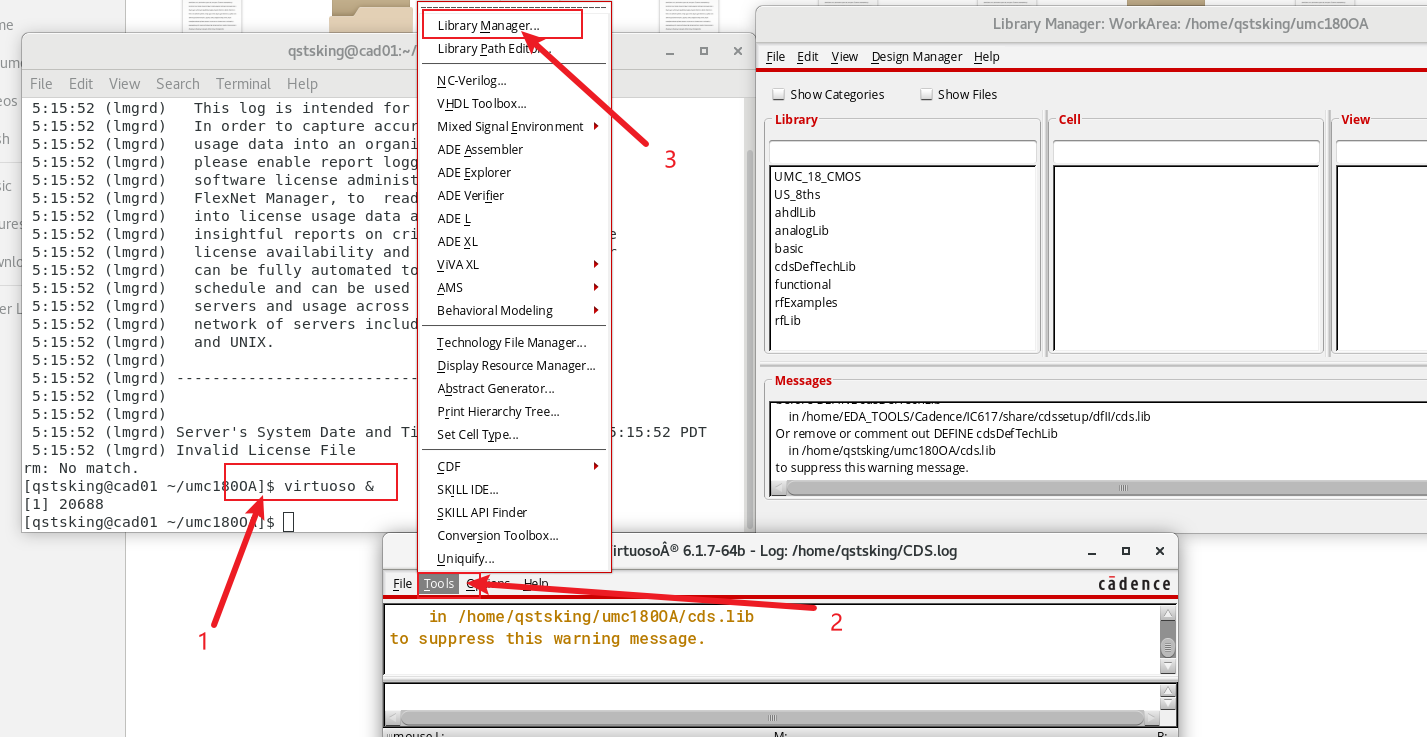 qstsking@cad01:~/
File Edit View Search Terminal Help
5:15:52 (lmgrd) This log is intended for
5:15:52 (lmgrd) In order to capture accur
5:15:52 (lmgrd) usage data into an organi
5:15:52 (lmgrd) please enable report logg
5:15:52 (lmgrd) software license administ
5:15:52 (lmgrd) FlexNet Manager, to read
5:15:52 (lmgrd) into license usage data a
5:15:52 (lmgrd) insightful reports on cri
5:15:52 (lmgrd) license availability and
5:15:52 (lmgrd) can be fully automated to
5:15:52 (lmgrd) schedule and can be used
5:15:52 (lmgrd) servers and usage across
5:15:52 (lmgrd) network of servers includ
5:15:52 (lmgrd) and UNIX.
5:15:52 (lmgrd)
5:15:52 (lmgrd) ---------------------------
5:15:52 (lmgrd)
5:15:52 (lmgrd)
5:15:52 (lmgrd) Server's System Date and Ti 5:15:52 PDT
5:15:52 (lmgrd) Invalid License File
rm: No match.
[qstsking@cad01 ~/umc180OA]$ virtuoso &
[1] 20688
[qstsking@cad01 ~/umc180OA]$
1
Library Manager...
Library Path Editor...
NC-Verilog...
VHDL Toolbox...
Mixed Signal Environment
ADE Assembler
ADE Explorer
ADE Verifier
ADE L
ADE XL
ViVA XL
AMS
Behavioral Modeling
Technology File Manager...
Display Resource Manager...
Abstract Generator...
Print Hierarchy Tree...
Set Cell Type...
CDF
SKILL IDE...
SKILL API Finder
Conversion Toolbox...
Uniquify...
3
Library Manager: WorkArea: /home/qstsking/umc180OA
File Edit View Design Manager Help
Show Categories Show Files
Library Cell View
UMC_18_CMOS
US_8ths
ahdlLib
analogLib
basic
cdsDefTechLib
functional
rfExamples
rfLib
Messages
in /home/EDA_TOOLS/Cadence/IC617/share/cdssetup/dfII/cds.lib
Or remove or comment out DEFINE cdsDefTechLib
in /home/qstsking/umc180OA/cds.lib
to suppress this warning message.
irtuosoÂ® 6.1.7-64b - Log: /home/qstsking/CDS.log
File Tools Options Help cādence
2
in /home/qstsking/umc180OA/cds.lib
to suppress this warning message.
mouse L: M: R: